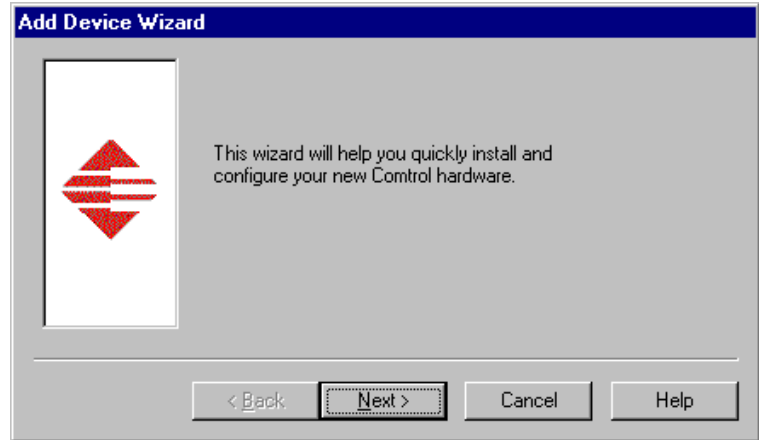 Add Device Wizard
This wizard will help you quickly install and
configure your new Comtrol hardware.
< Back Next > Cancel Help